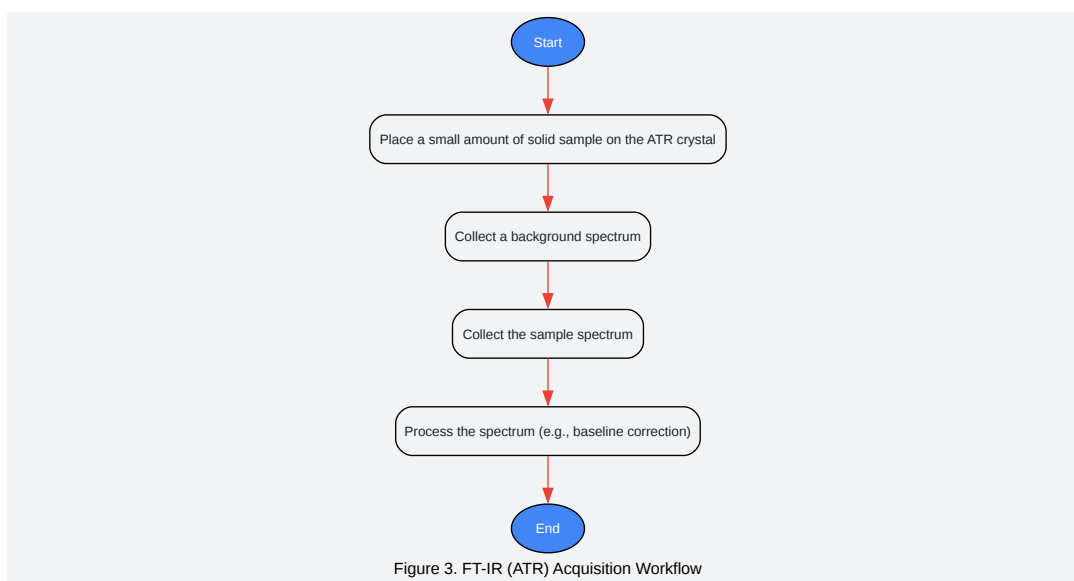 Start
Place a small amount of solid sample on the ATR crystal
Collect a background spectrum
Collect the sample spectrum
Process the spectrum (e.g., baseline correction)
End
Figure 3. FT-IR (ATR) Acquisition Workflow